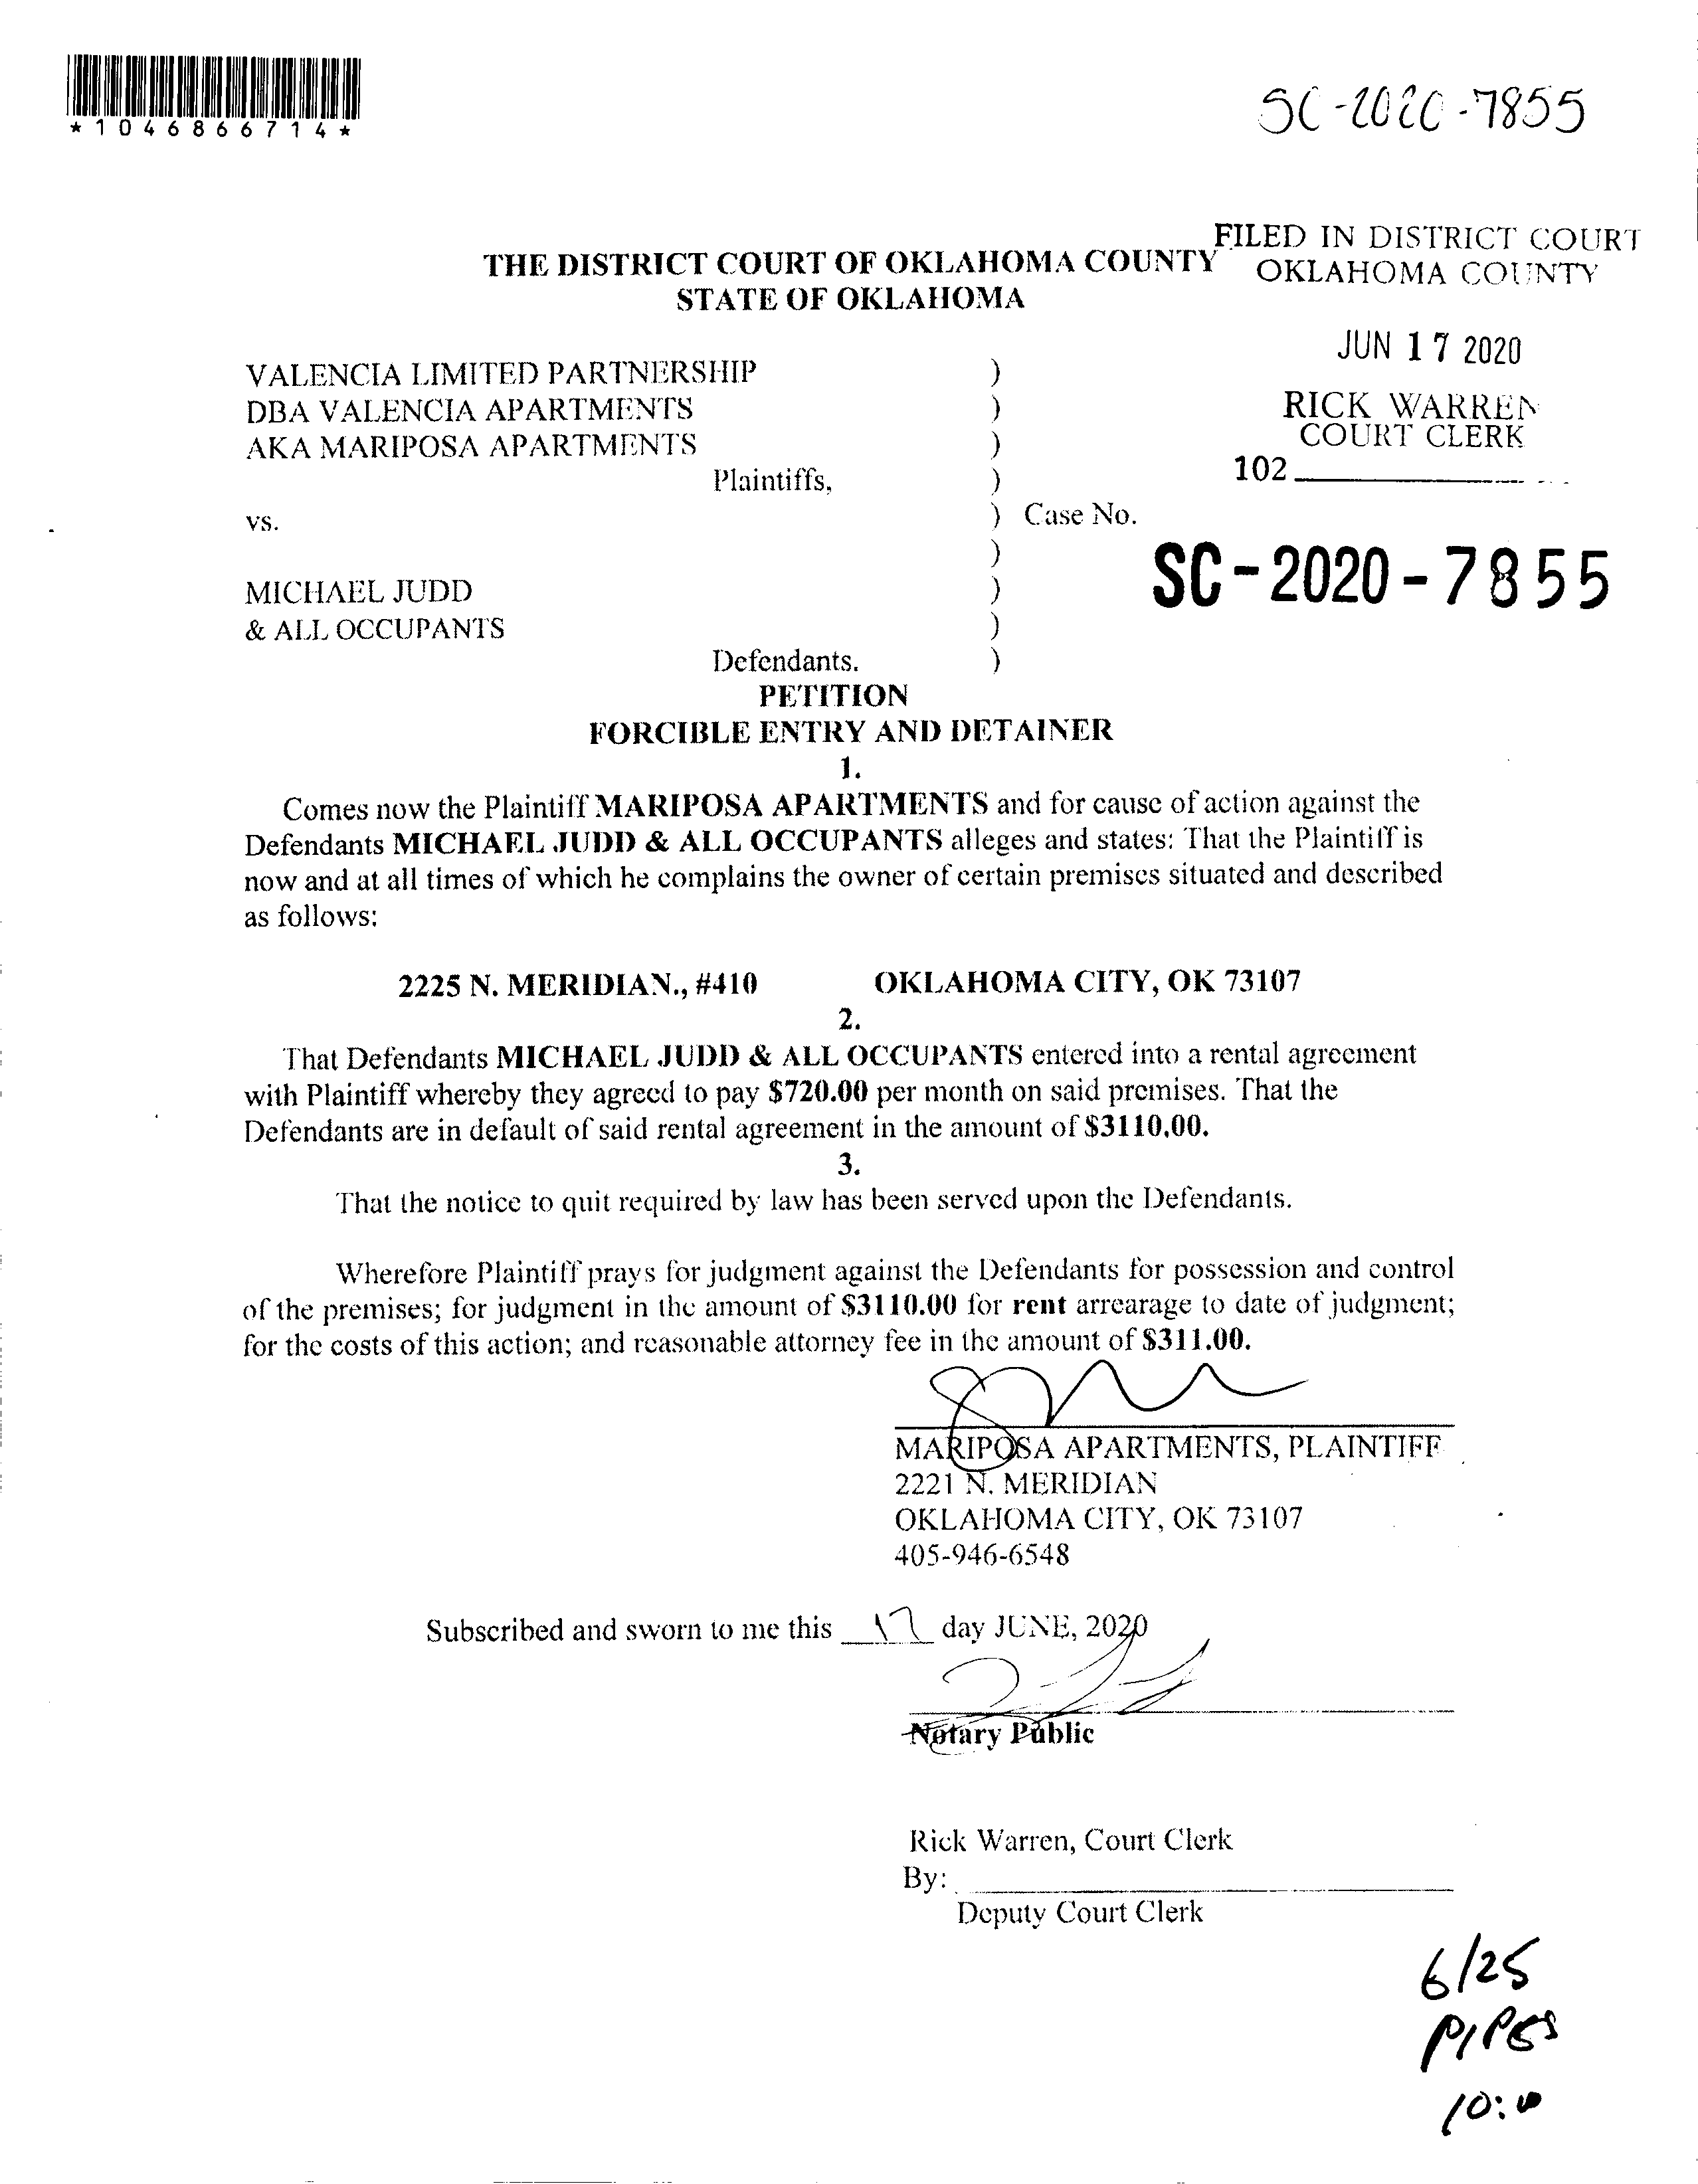 *1046866714*
SC-2020-7855
FILED IN DISTRICT COURT
OKLAHOMA COUNTY
THE DISTRICT COURT OF OKLAHOMA COUNTY
STATE OF OKLAHOMA
JUN 17 2020
RICK WARREN
COURT CLERK
102
VALENCIA LIMITED PARTNERSHIP )
DBA VALENCIA APARTMENTS )
AKA MARIPOSA APARTMENTS )
Plaintiffs, )
vs. ) Case No.
)
SC-2020-7855
MICHAEL JUDD )
& ALL OCCUPANTS )
Defendants. )
PETITION
FORCIBLE ENTRY AND DETAINER
1.
Comes now the Plaintiff MARIPOSA APARTMENTS and for cause of action against the
Defendants MICHAEL JUDD & ALL OCCUPANTS alleges and states: That the Plaintiff is
now and at all times of which he complains the owner of certain premises situated and described
as follows:
2225 N. MERIDIAN., #410 OKLAHOMA CITY, OK 73107
2.
That Defendants MICHAEL JUDD & ALL OCCUPANTS entered into a rental agreement
with Plaintiff whereby they agreed to pay $720.00 per month on said premises. That the
Defendants are in default of said rental agreement in the amount of $3110.00.
3.
That the notice to quit required by law has been served upon the Defendants.
Wherefore Plaintiff prays for judgment against the Defendants for possession and control
of the premises; for judgment in the amount of $3110.00 for rent arrearage to date of judgment;
for the costs of this action; and reasonable attorney fee in the amount of $311.00.
MARIPOSA APARTMENTS, PLAINTIFF
2221 N. MERIDIAN
OKLAHOMA CITY, OK 73107
405-946-6548
Subscribed and sworn to me this 17 day JUNE, 2020
Notary Public
Rick Warren, Court Clerk
By:
Deputy Court Clerk
6/25
PIPES
10:00